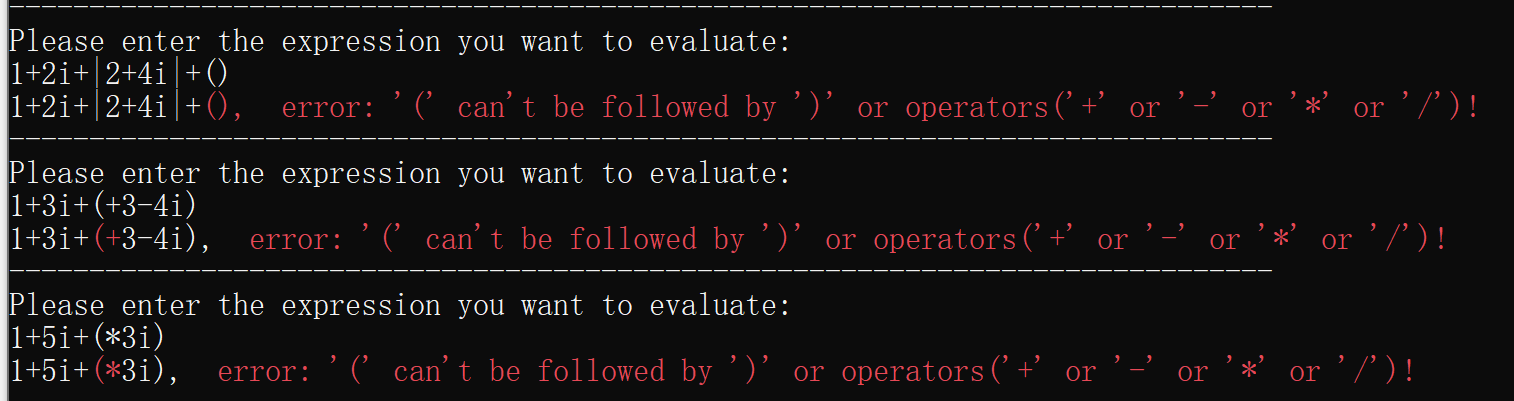 Please enter the expression you want to evaluate:
1+2i+|2+4i|+()
1+2i+|2+4i|+(),  error: '(' can't be followed by ')' or operators('+' or '-' or '*' or '/')!
Please enter the expression you want to evaluate:
1+3i+(+3-4i)
1+3i+(+3-4i),  error: '(' can't be followed by ')' or operators('+' or '-' or '*' or '/')!
Please enter the expression you want to evaluate:
1+5i+(*3i)
1+5i+(*3i),  error: '(' can't be followed by ')' or operators('+' or '-' or '*' or '/')!